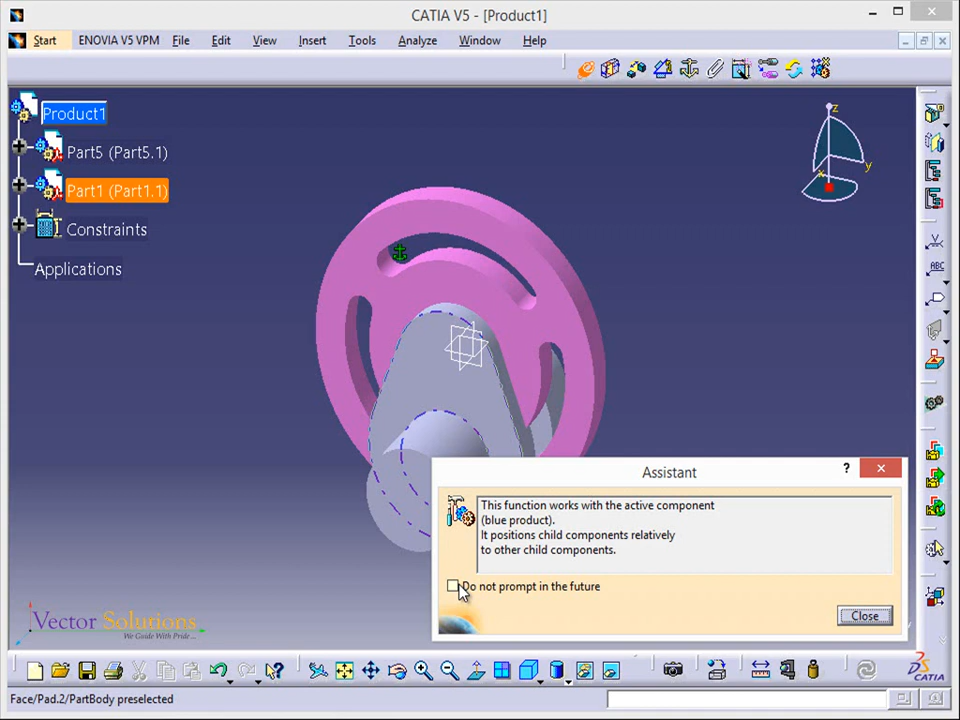 CATIA V5 - [Product1]
Start ENOVIA V5 VPM File Edit View Insert Tools Analyze Window Help
Product1
Part5 (Part5.1)
Part1 (Part1.1)
Constraints
Applications
z
y
x
ABC
Assistant
?
This function works with the active component
(blue product).
It positions child components relatively
to other child components.
Do not prompt in the future
Close
Vector Solutions
We Guide With Pride...
Face/Pad.2/PartBody preselected
CATIA